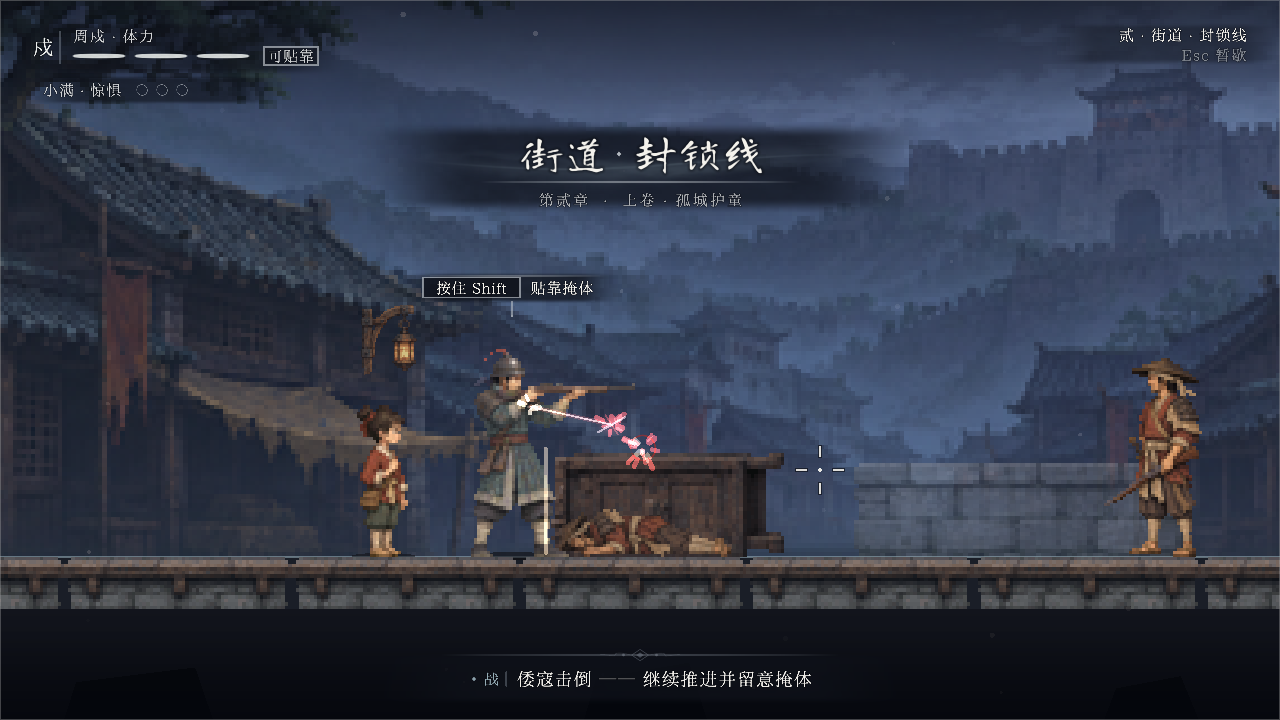 戍
周戍 · 体力
可贴靠
小满 · 惊惧
贰 · 街道 · 封锁线
Esc 暂歇
街道 · 封锁线
第贰章 · 上卷 · 孤城护童
按住 Shift 贴靠掩体
· 战 | 倭寇击倒 —— 继续推进并留意掩体